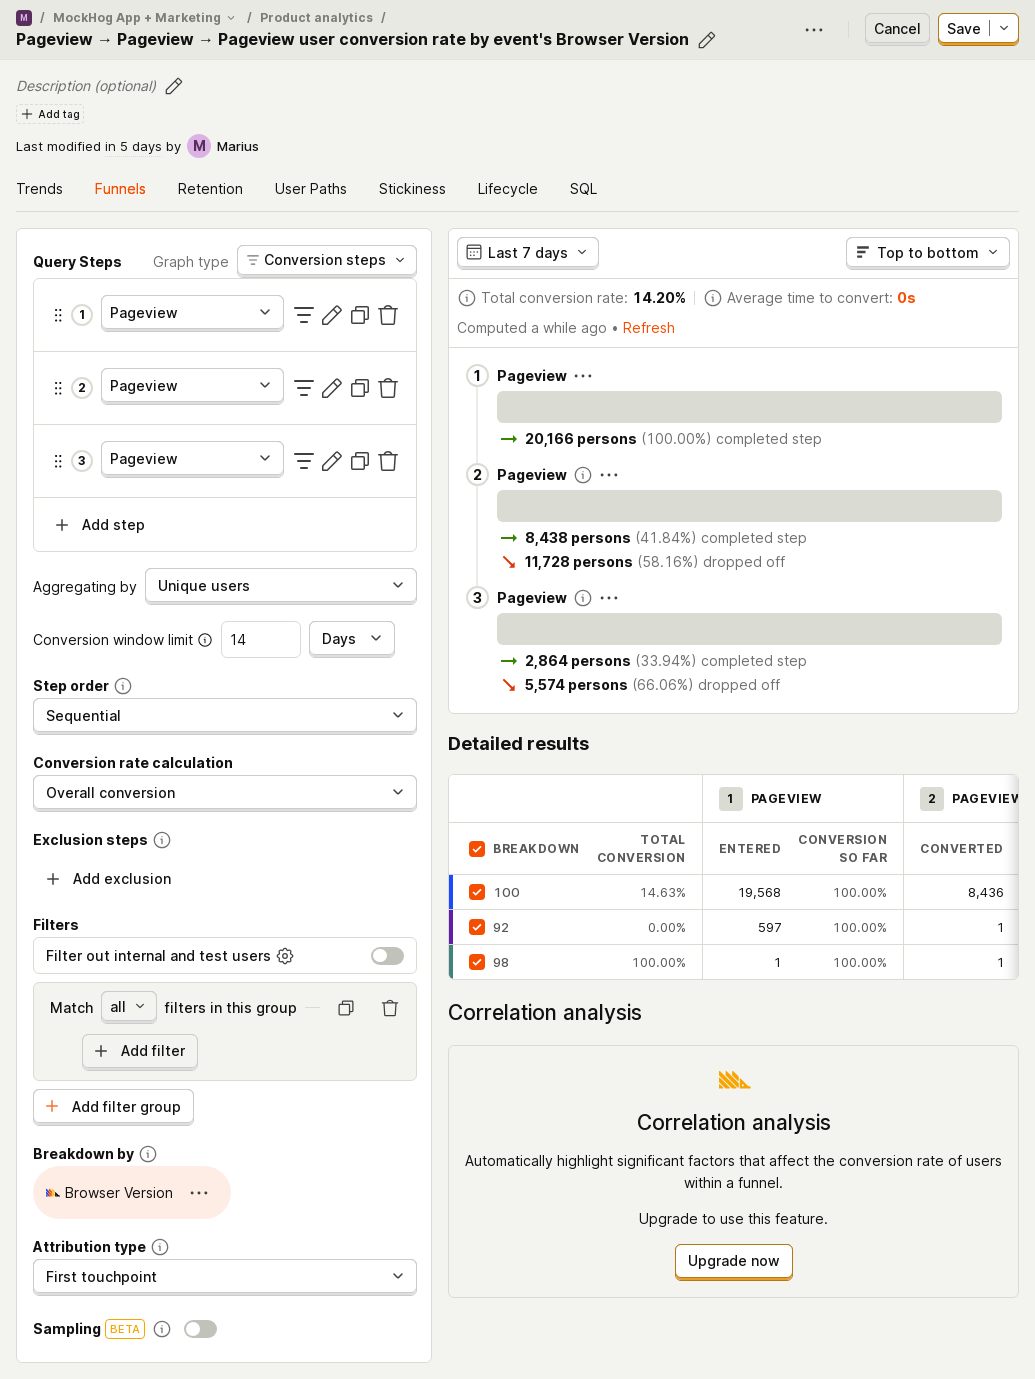 M / MockHog App + Marketing / Product analytics /
Pageview → Pageview → Pageview user conversion rate by event's Browser Version
Cancel
Save
Description (optional)
Add tag
Last modified in 5 days by M Marius
Trends Funnels Retention User Paths Stickiness Lifecycle SQL
Query Steps Graph type Conversion steps
1 Pageview
2 Pageview
3 Pageview
Add step
Aggregating by Unique users
Conversion window limit 14 Days
Step order
Sequential
Conversion rate calculation
Overall conversion
Exclusion steps
Add exclusion
Filters
Filter out internal and test users
Match all filters in this group
Add filter
Add filter group
Breakdown by
Browser Version
Attribution type
First touchpoint
Sampling BETA
Last 7 days Top to bottom
Total conversion rate: 14.20% Average time to convert: 0s
Computed a while ago • Refresh
1 Pageview
20,166 persons (100.00%) completed step
2 Pageview
8,438 persons (41.84%) completed step
11,728 persons (58.16%) dropped off
3 Pageview
2,864 persons (33.94%) completed step
5,574 persons (66.06%) dropped off
Detailed results
1 PAGEVIEW 2 PAGEVIEW
BREAKDOWN TOTAL CONVERSION ENTERED CONVERSION SO FAR CONVERTED
100 14.63% 19,568 100.00% 8,436
92 0.00% 597 100.00% 1
98 100.00% 1 100.00% 1
Correlation analysis
Correlation analysis
Automatically highlight significant factors that affect the conversion rate of users
within a funnel.
Upgrade to use this feature.
Upgrade now